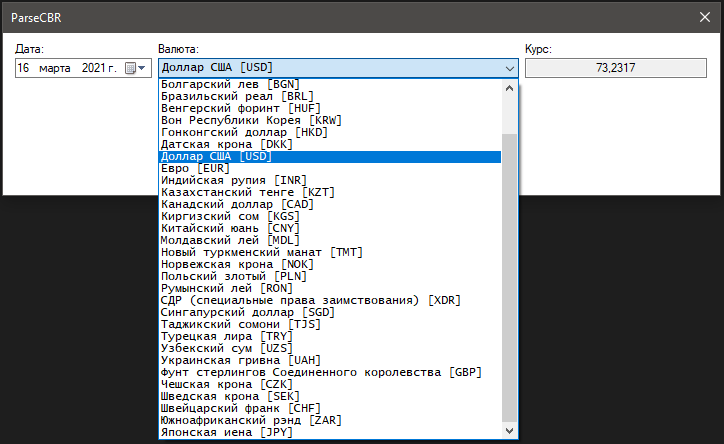 ParseCBR
Дата:
Валюта:
Курс:
16 марта 2021 г.
Доллар США [USD]
73,2317
Болгарский лев [BGN]
Бразильский реал [BRL]
Венгерский форинт [HUF]
Вон Республики Корея [KRW]
Гонконгский доллар [HKD]
Датская крона [DKK]
Доллар США [USD]
Евро [EUR]
Индийская рупия [INR]
Казахстанский тенге [KZT]
Канадский доллар [CAD]
Киргизский сом [KGS]
Китайский юань [CNY]
Молдавский лей [MDL]
Новый туркменский манат [TMT]
Норвежская крона [NOK]
Польский злотый [PLN]
Румынский лей [RON]
СДР (специальные права заимствования) [XDR]
Сингапурский доллар [SGD]
Таджикский сомони [TJS]
Турецкая лира [TRY]
Узбекский сум [UZS]
Украинская гривна [UAH]
Фунт стерлингов Соединенного королевства [GBP]
Чешская крона [CZK]
Шведская крона [SEK]
Швейцарский франк [CHF]
Южноафриканский рэнд [ZAR]
Японская иена [JPY]